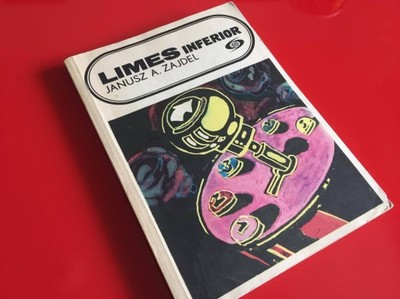 LIMES INFERIOR
JANUSZ A. ZAJDEL